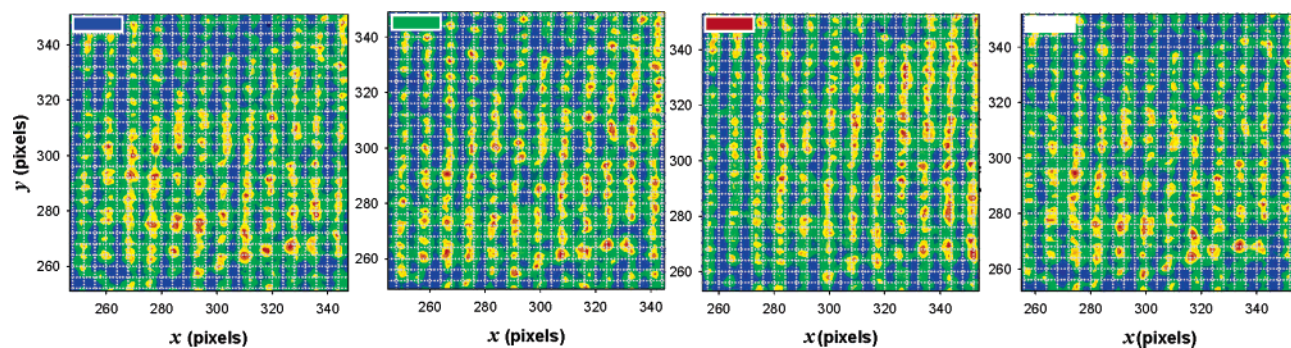 340 340 340 340
320 320 320 320
y (pixels)
300 300 300 300
280 280 280 280
260 260 260 260
260 280 300 320 340 260 280 300 320 340 260 280 300 320 340 260 280 300 320 340
x (pixels) x (pixels) x (pixels) x(pixels)